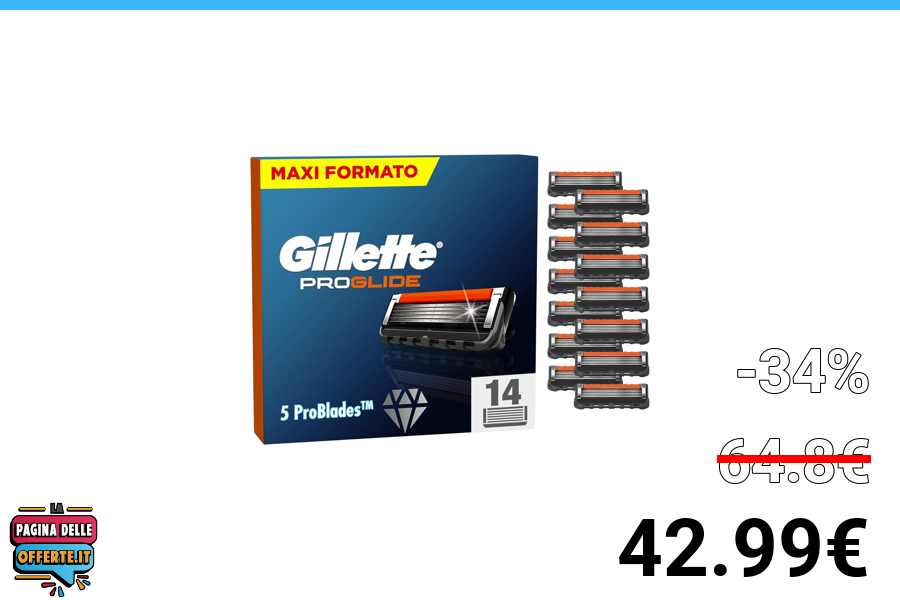 MAXI FORMATO
Gillette®
PROGLIDE
5 ProBlades™
14
-34%
64.8€
42.99€
LA
PAGINA DELLE
OFFERTE.IT